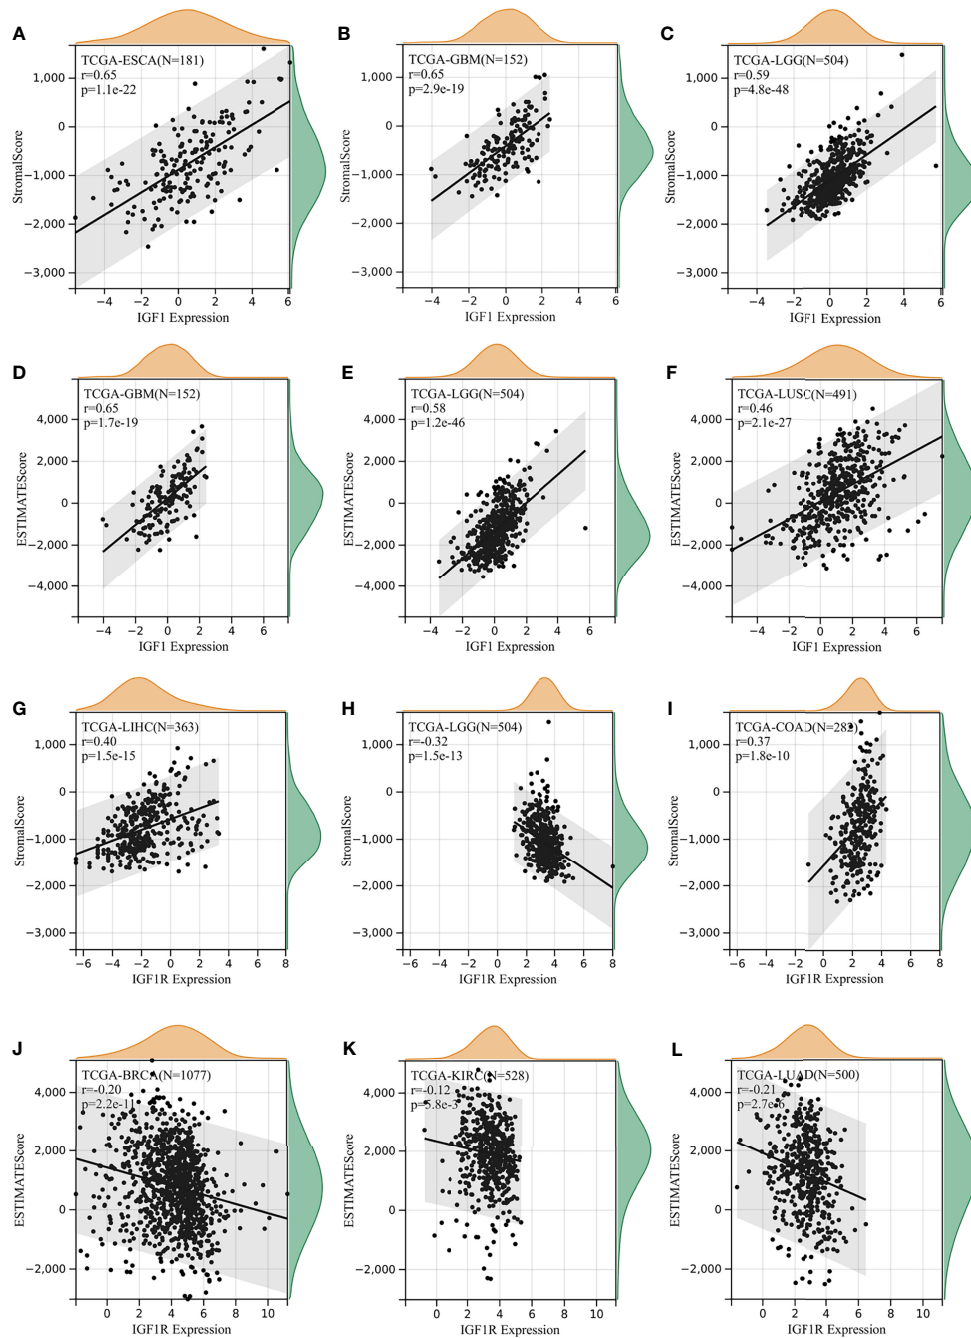 A
TCGA-ESCA(N=181)
r=0.65
p=1.1e-22
1,000
0
−1,000
−2,000
−3,000
StromalScore
−4 −2 0 2 4 6
IGF1 Expression
B
TCGA-GBM(N=152)
r=0.65
p=2.9e-19
1,000
0
−1,000
−2,000
−3,000
StromalScore
−6 −4 −2 0 2 4 6
IGF1 Expression
C
TCGA-LGG(N=504)
r=0.59
p=4.8e-48
1,000
0
−1,000
−2,000
−3,000
StromalScore
−4 −2 0 2 4 6
IGF1 Expression
D
TCGA-GBM(N=152)
r=0.65
p=1.7e-19
4,000
2,000
0
−2,000
−4,000
ESTIMATEScore
−4 −2 0 2 4 6
IGF1 Expression
E
TCGA-LGG(N=504)
r=0.58
p=1.2e-46
4,000
2,000
0
−2,000
−4,000
ESTIMATEScore
−4 −2 0 2 4 6
IGF1 Expression
F
TCGA-LUSC(N=491)
r=0.46
p=2.1e-27
4,000
2,000
0
−2,000
−4,000
ESTIMATEScore
−4 −2 0 2 4 6
IGF1 Expression
G
TCGA-LIHC(N=363)
r=0.40
p=1.5e-15
1,000
0
−1,000
−2,000
−3,000
StromalScore
−6 −4 −2 0 2 4 6 8
IGF1R Expression
H
TCGA-LGG(N=504)
r=-0.32
p=1.5e-13
1,000
0
−1,000
−2,000
−3,000
StromalScore
−6 −4 −2 0 2 4 6 8
IGF1R Expression
I
TCGA-COAD(N=282)
r=0.37
p=1.8e-10
1,000
0
−1,000
−2,000
−3,000
StromalScore
−6 −4 −2 0 2 4 6 8
IGF1R Expression
J
TCGA-BRCA(N=1077)
r=-0.20
p=2.2e-11
4,000
2,000
0
−2,000
ESTIMATEScore
0 2 4 6 8 10
IGF1R Expression
K
TCGA-KIRC(N=528)
r=-0.12
p=5.8e-3
4,000
2,000
0
−2,000
ESTIMATEScore
0 2 4 6 8 10
IGF1R Expression
L
TCGA-LUAD(N=500)
r=-0.21
p=2.7e-6
4,000
2,000
0
−2,000
ESTIMATEScore
0 2 4 6 8 10
IGF1R Expression